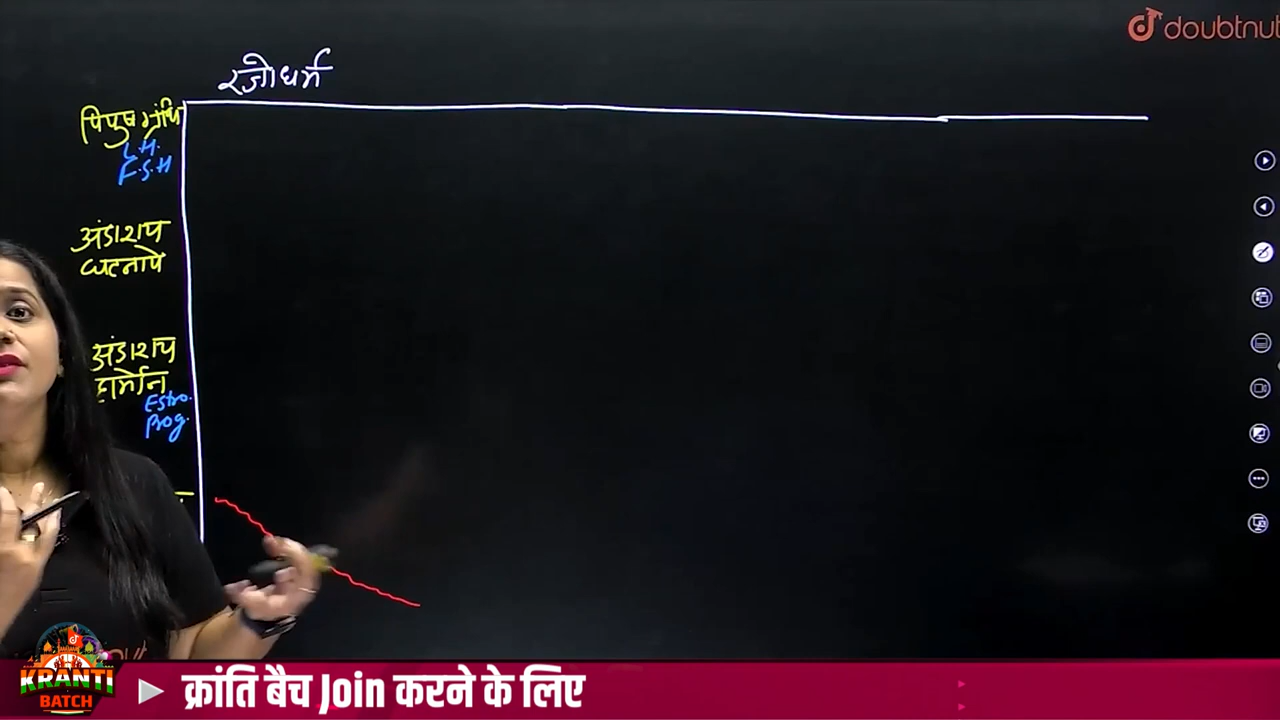 doubtnut
रजोधर्म
पियुष ग्रंथि
L.H.
F.S.H
अंडाशय
घटनाये
अंडाशय
हार्मोन
Estro.
Prog.
KRANTI
BATCH
क्रांति बैच Join करने के लिए